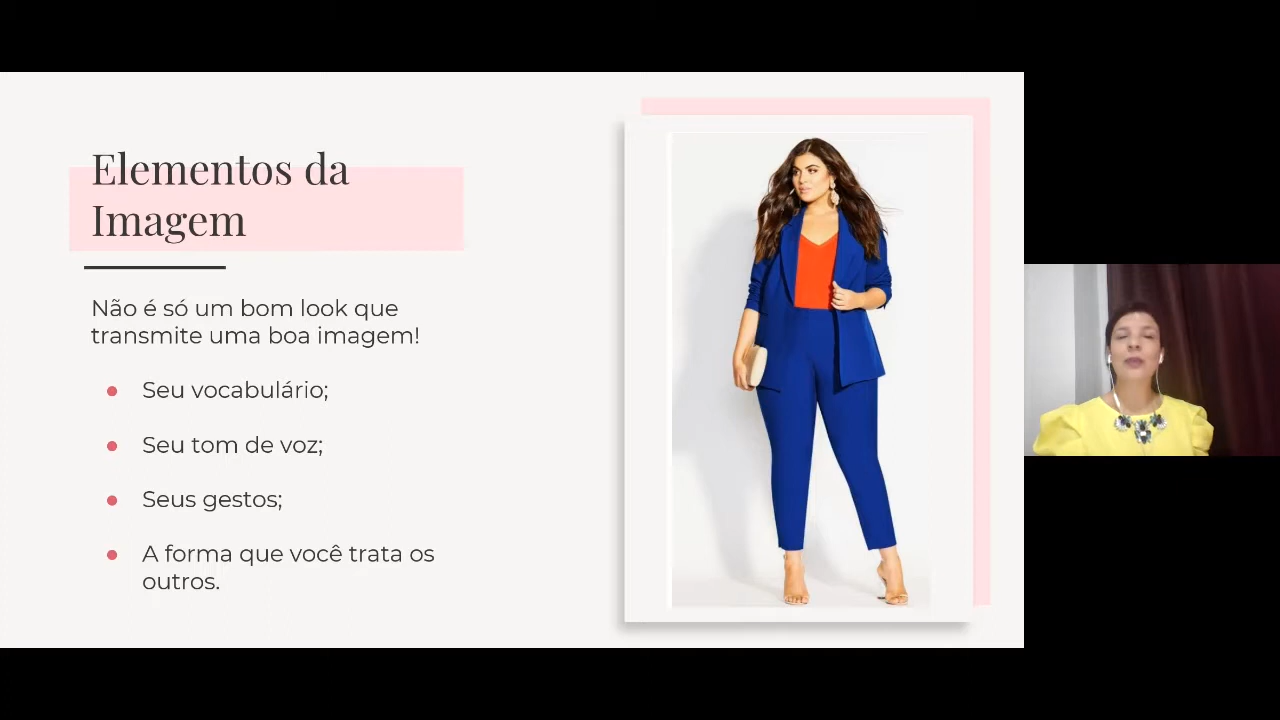 Elementos da
Imagem
Não é só um bom look que
transmite uma boa imagem!
Seu vocabulário;
Seu tom de voz;
Seus gestos;
A forma que você trata os
outros.